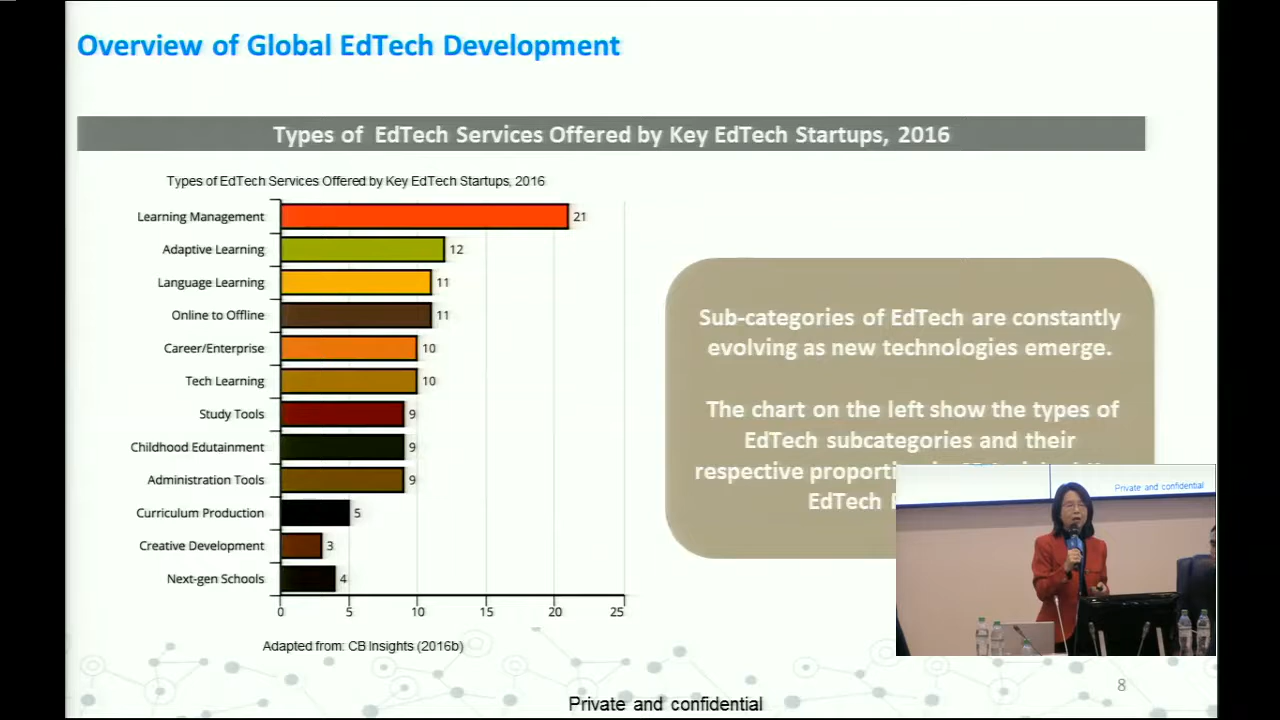 Overview of Global EdTech Development
Types of EdTech Services Offered by Key EdTech Startups, 2016
Types of EdTech Services Offered by Key EdTech Startups, 2016
Learning Management 21
Adaptive Learning 12
Language Learning 11
Online to Offline 11
Career/Enterprise 10
Tech Learning 10
Study Tools 9
Childhood Edutainment 9
Administration Tools 9
Curriculum Production 5
Creative Development 3
Next-gen Schools 4
0 5 10 15 20 25
Adapted from: CB Insights (2016b)
Sub-categories of EdTech are constantly
evolving as new technologies emerge.
The chart on the left show the types of
EdTech subcategories and their
respective
EdTech
Private and confidential
8
Private and confidential